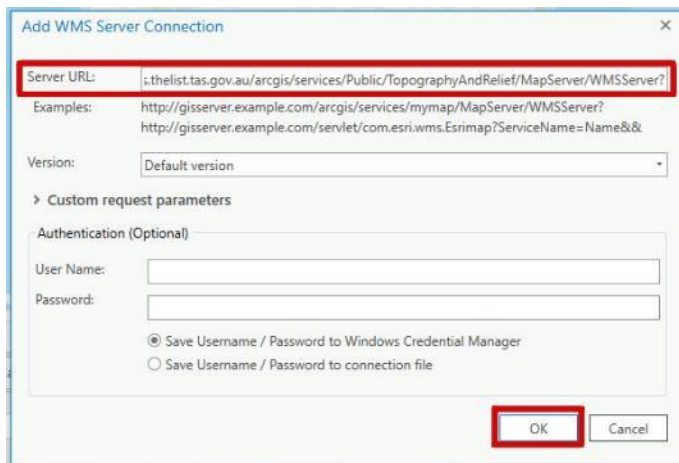 Add WMS Server Connection
Server URL: s.thelist.tas.gov.au/arcgis/services/Public/TopographyAndRelief/MapServer/WMSServer?
Examples: http://gisserver.example.com/arcgis/services/mymap/MapServer/WMSServer?
http://gisserver.example.com/servlet/com.esri.wms.Esrimap?ServiceName=Name&&
Version: Default version
Custom request parameters
Authentication (Optional)
User Name:
Password:
Save Username / Password to Windows Credential Manager
Save Username / Password to connection file
OK Cancel